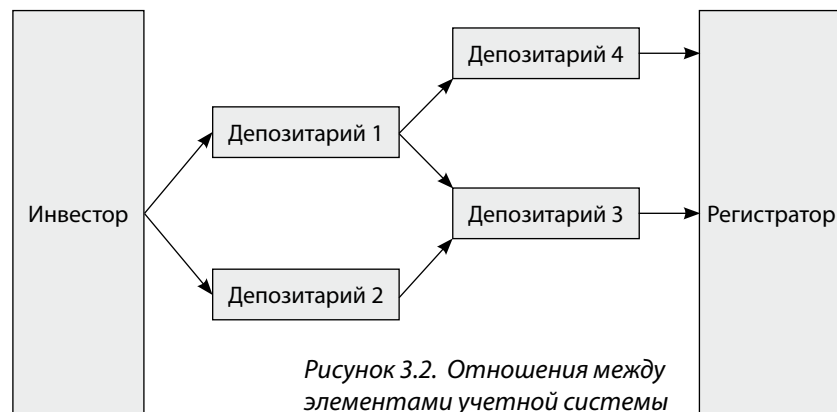 Депозитарий 4
Депозитарий 1
Инвестор
Депозитарий 3
Регистратор
Депозитарий 2
Рисунок 3.2. Отношения между
элементами учетной системы